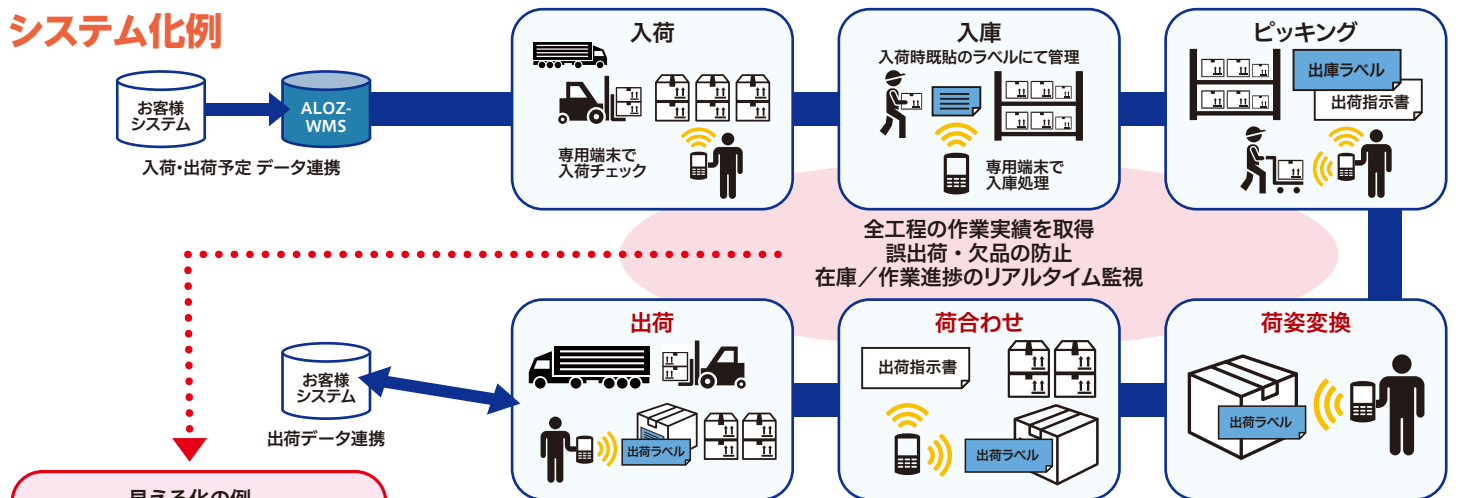 システム化例
お客様
システム
ALOZ-
WMS
入荷・出荷予定 データ連携
入荷
専用端末で
入荷チェック
入庫
入荷時既貼のラベルにて管理
専用端末で
入庫処理
ピッキング
出庫ラベル
出荷指示書
全工程の作業実績を取得
誤出荷・欠品の防止
在庫／作業進捗のリアルタイム監視
お客様
システム
出荷データ連携
出荷
出荷ラベル
荷合わせ
出荷指示書
出荷ラベル
荷姿変換
出荷ラベル
見える化の例